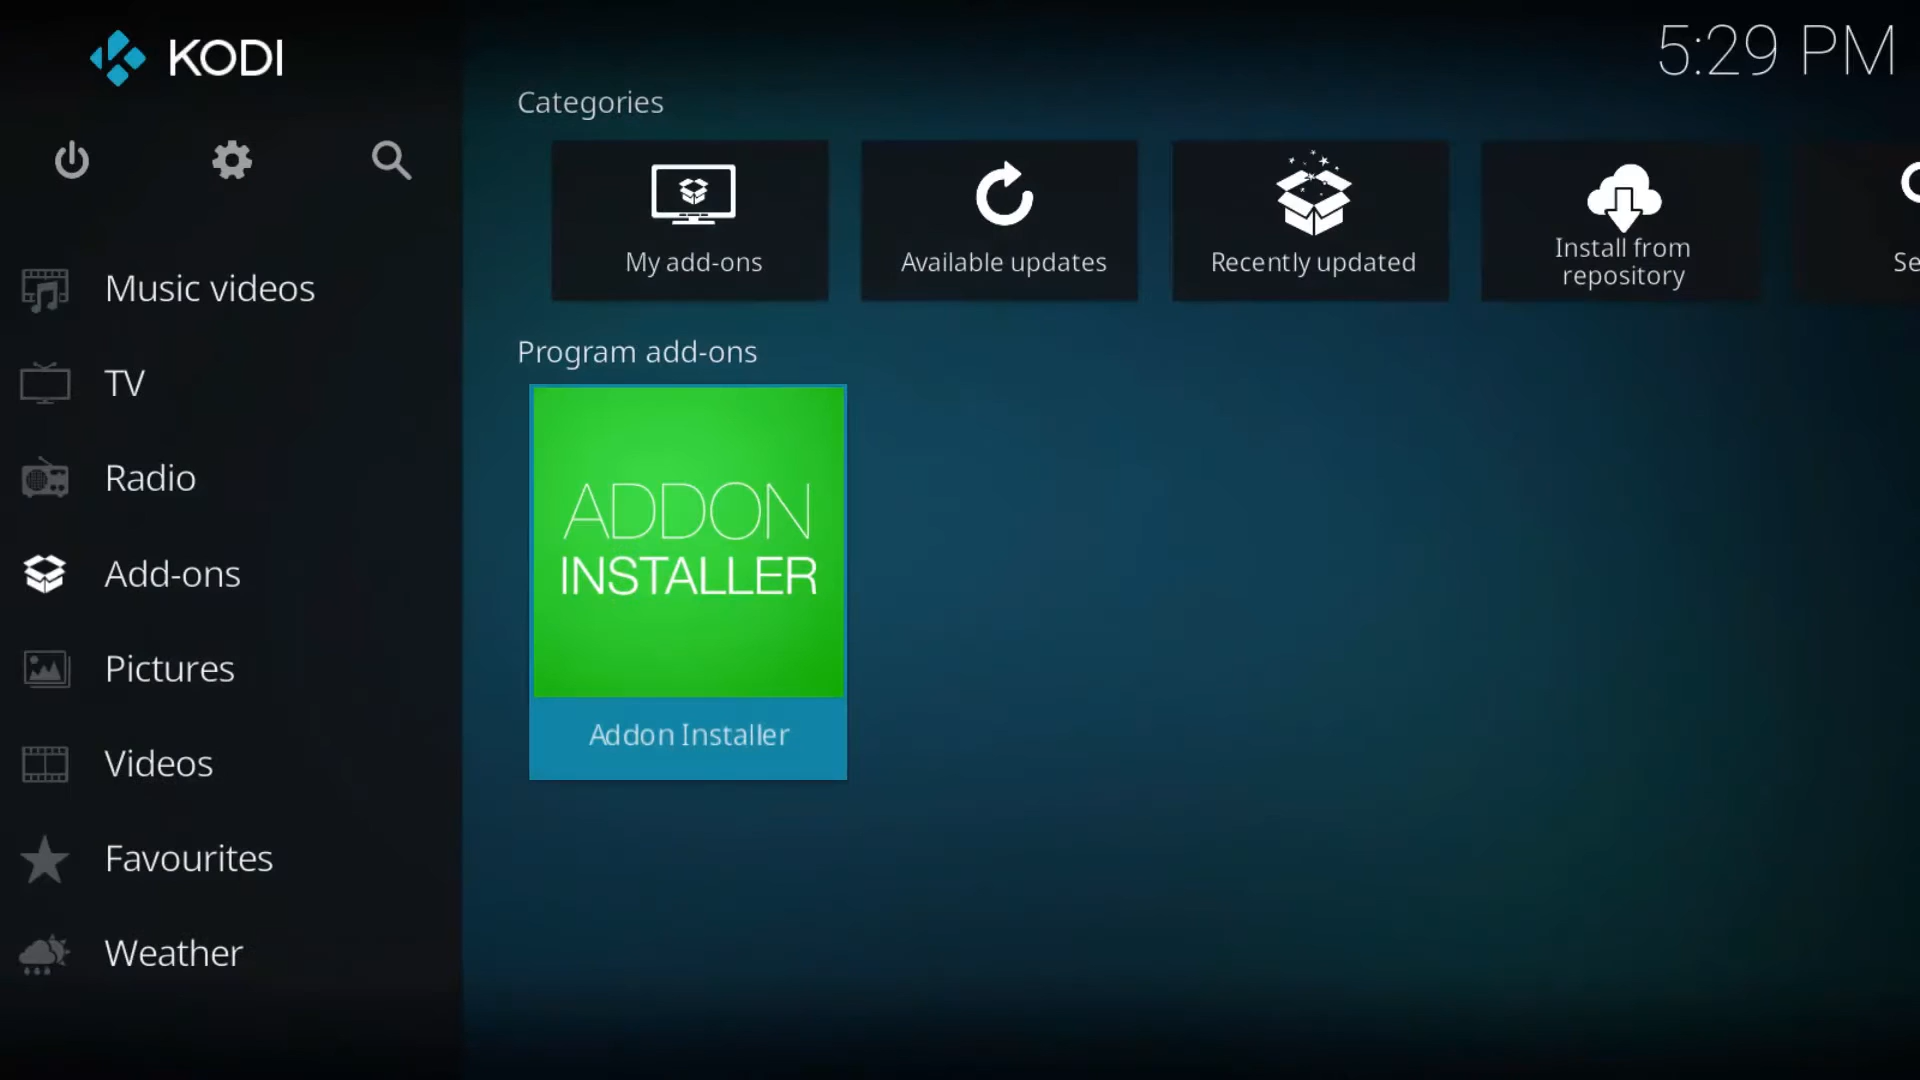 KODI
5:29 PM
Categories
My add-ons
Available updates
Recently updated
Install from
repository
Se
Music videos
TV
Radio
Add-ons
Pictures
Videos
Favourites
Weather
Program add-ons
ADDON
INSTALLER
Addon Installer